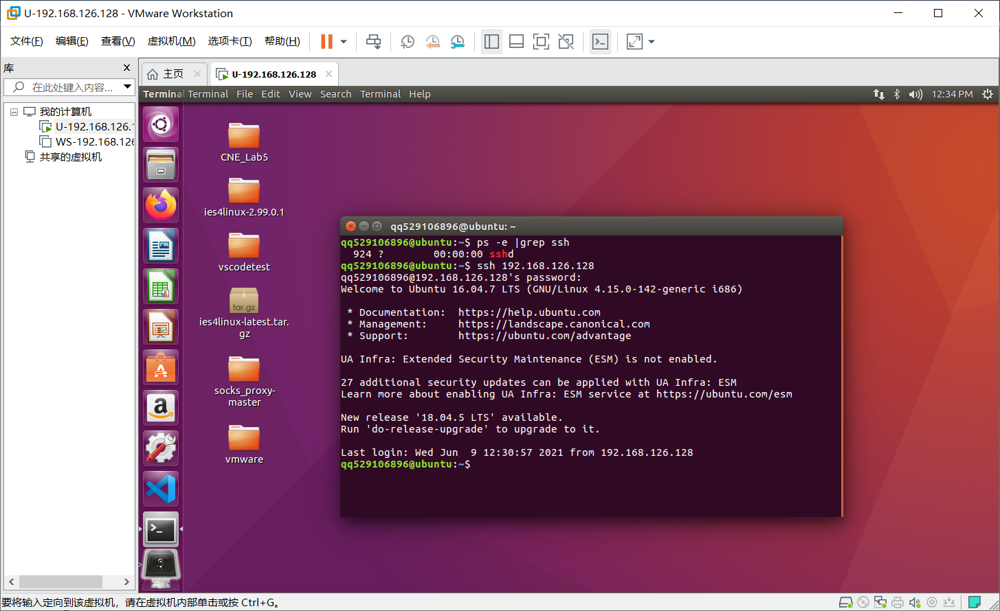 U-192.168.126.128 - VMware Workstation
文件(F) 编辑(E) 查看(V) 虚拟机(M) 选项卡(T) 帮助(H)
库
主页
U-192.168.126.128
在此处键入内容...
我的计算机
U-192.168.126.1
WS-192.168.126
共享的虚拟机
Terminal Terminal File Edit View Search Terminal Help
12:34 PM
CNE_Lab5
ies4linux-2.99.0.1
vscodetest
tar.gz
ies4linux-latest.tar.
gz
socks_proxy-
master
vmware
qq529106896@ubuntu: ~
qq529106896@ubuntu:~$ ps -e |grep ssh
924 ? 00:00:00 sshd
qq529106896@ubuntu:~$ ssh 192.168.126.128
qq529106896@192.168.126.128's password:
Welcome to Ubuntu 16.04.7 LTS (GNU/Linux 4.15.0-142-generic i686)
* Documentation: https://help.ubuntu.com
* Management: https://landscape.canonical.com
* Support: https://ubuntu.com/advantage
UA Infra: Extended Security Maintenance (ESM) is not enabled.
27 additional security updates can be applied with UA Infra: ESM
Learn more about enabling UA Infra: ESM service at https://ubuntu.com/esm
New release '18.04.5 LTS' available.
Run 'do-release-upgrade' to upgrade to it.
Last login: Wed Jun  9 12:30:57 2021 from 192.168.126.128
qq529106896@ubuntu:~$
要将输入定向到该虚拟机，请在虚拟机内部单击或按 Ctrl+G。